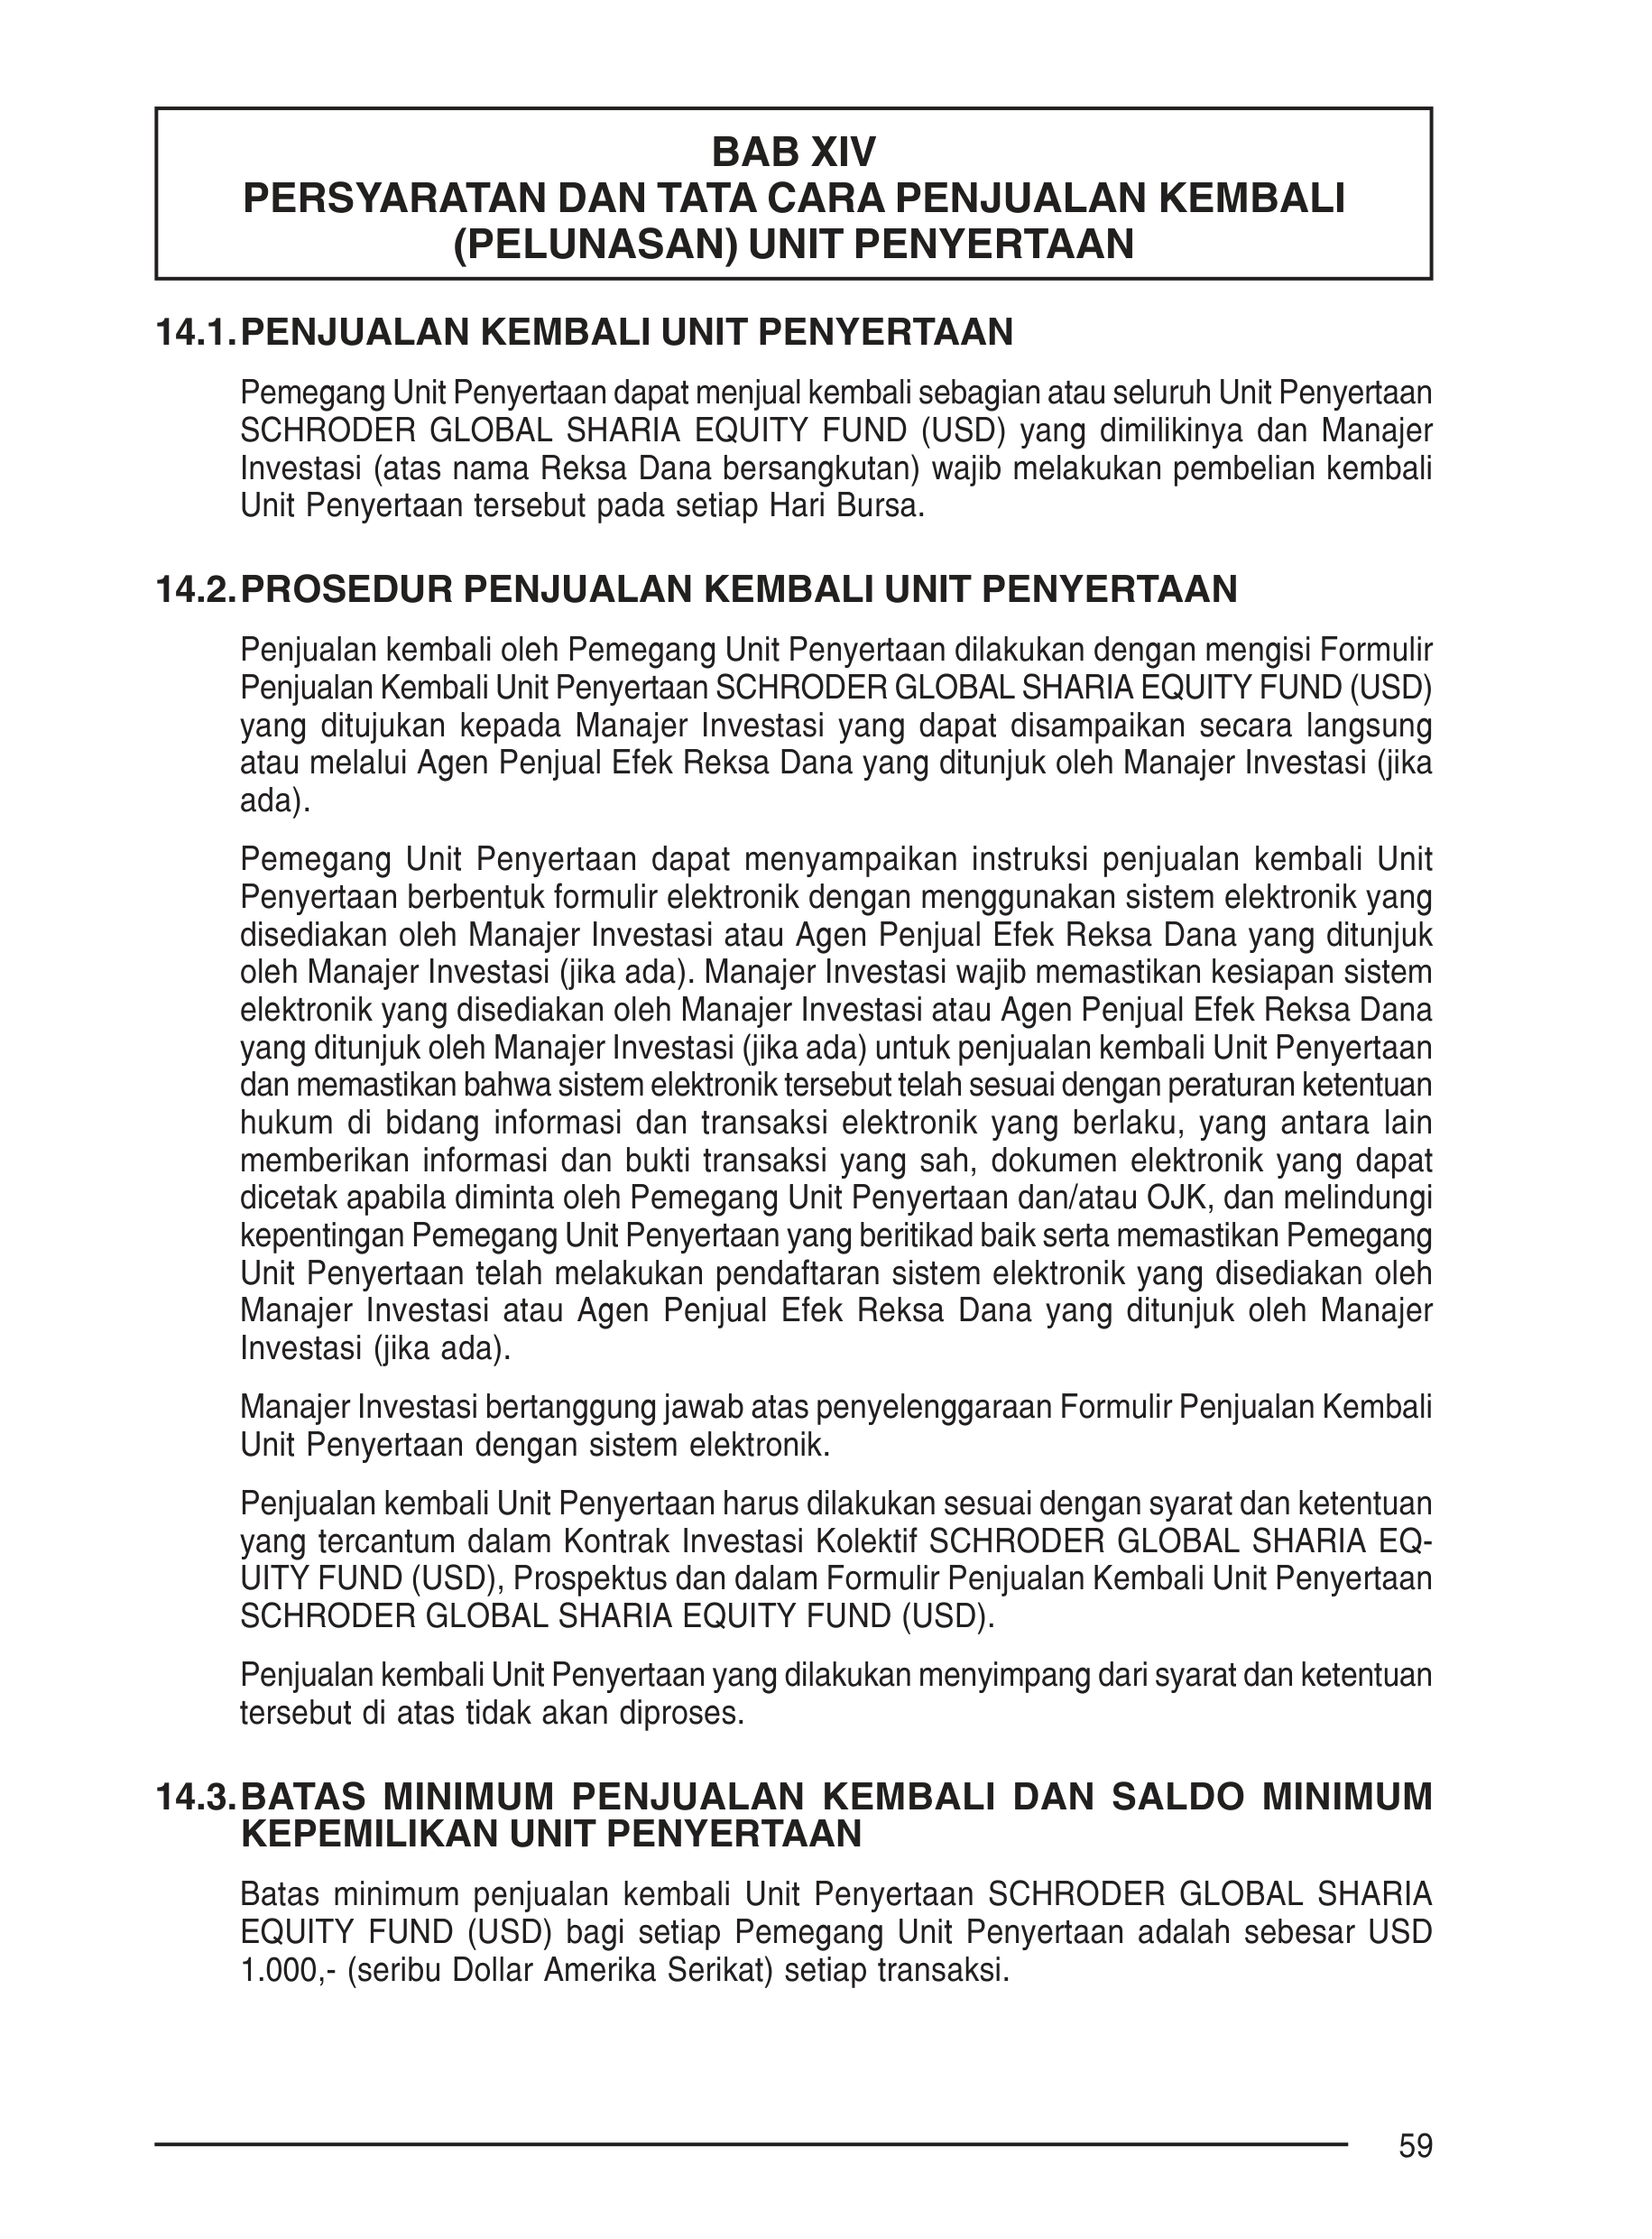 BAB XIV
PERSYARATAN DAN TATA CARA PENJUALAN KEMBALI
(PELUNASAN) UNIT PENYERTAAN
14.1. PENJUALAN KEMBALI UNIT PENYERTAAN
Pemegang Unit Penyertaan dapat menjual kembali sebagian atau seluruh Unit Penyertaan
SCHRODER GLOBAL SHARIA EQUITY FUND (USD) yang dimilikinya dan Manajer
Investasi (atas nama Reksa Dana bersangkutan) wajib melakukan pembelian kembali
Unit Penyertaan tersebut pada setiap Hari Bursa.
14.2. PROSEDUR PENJUALAN KEMBALI UNIT PENYERTAAN
Penjualan kembali oleh Pemegang Unit Penyertaan dilakukan dengan mengisi Formulir
Penjualan Kembali Unit Penyertaan SCHRODER GLOBAL SHARIA EQUITY FUND (USD)
yang ditujukan kepada Manajer Investasi yang dapat disampaikan secara langsung
atau melalui Agen Penjual Efek Reksa Dana yang ditunjuk oleh Manajer Investasi (jika
ada).
Pemegang Unit Penyertaan dapat menyampaikan instruksi penjualan kembali Unit
Penyertaan berbentuk formulir elektronik dengan menggunakan sistem elektronik yang
disediakan oleh Manajer Investasi atau Agen Penjual Efek Reksa Dana yang ditunjuk
oleh Manajer Investasi (jika ada). Manajer Investasi wajib memastikan kesiapan sistem
elektronik yang disediakan oleh Manajer Investasi atau Agen Penjual Efek Reksa Dana
yang ditunjuk oleh Manajer Investasi (jika ada) untuk penjualan kembali Unit Penyertaan
dan memastikan bahwa sistem elektronik tersebut telah sesuai dengan peraturan ketentuan
hukum di bidang informasi dan transaksi elektronik yang berlaku, yang antara lain
memberikan informasi dan bukti transaksi yang sah, dokumen elektronik yang dapat
dicetak apabila diminta oleh Pemegang Unit Penyertaan dan/atau OJK, dan melindungi
kepentingan Pemegang Unit Penyertaan yang beritikad baik serta memastikan Pemegang
Unit Penyertaan telah melakukan pendaftaran sistem elektronik yang disediakan oleh
Manajer Investasi atau Agen Penjual Efek Reksa Dana yang ditunjuk oleh Manajer
Investasi (jika ada).
Manajer Investasi bertanggung jawab atas penyelenggaraan Formulir Penjualan Kembali
Unit Penyertaan dengan sistem elektronik.
Penjualan kembali Unit Penyertaan harus dilakukan sesuai dengan syarat dan ketentuan
yang tercantum dalam Kontrak Investasi Kolektif SCHRODER GLOBAL SHARIA EQ-
UITY FUND (USD), Prospektus dan dalam Formulir Penjualan Kembali Unit Penyertaan
SCHRODER GLOBAL SHARIA EQUITY FUND (USD).
Penjualan kembali Unit Penyertaan yang dilakukan menyimpang dari syarat dan ketentuan
tersebut di atas tidak akan diproses.
14.3. BATAS MINIMUM PENJUALAN KEMBALI DAN SALDO MINIMUM
KEPEMILIKAN UNIT PENYERTAAN
Batas minimum penjualan kembali Unit Penyertaan SCHRODER GLOBAL SHARIA
EQUITY FUND (USD) bagi setiap Pemegang Unit Penyertaan adalah sebesar USD
1.000,- (seribu Dollar Amerika Serikat) setiap transaksi.
59